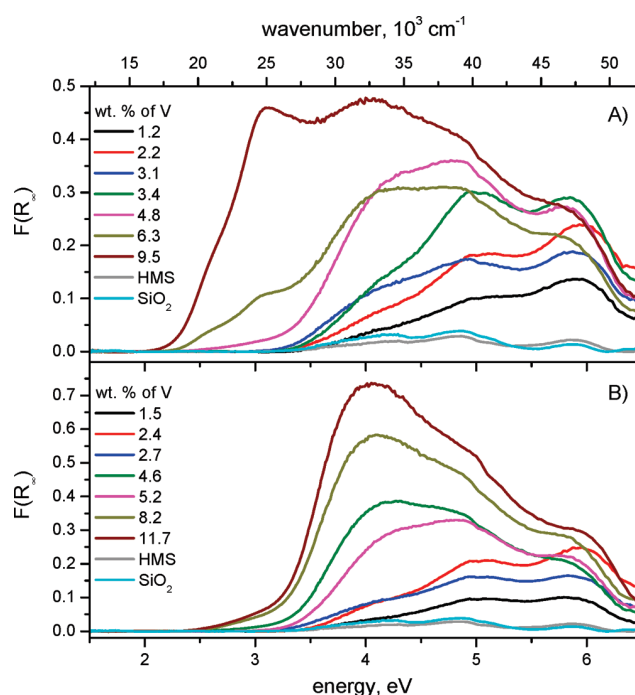 wavenumber, 10³ cm⁻¹
15 20 25 30 35 40 45 50
A)
F(R∞)
0.5
0.4
0.3
0.2
0.1
0.0
wt. % of V
1.2
2.2
3.1
3.4
4.8
6.3
9.5
HMS
SiO₂
B)
F(R∞)
0.7
0.6
0.5
0.4
0.3
0.2
0.1
0.0
wt. % of V
1.5
2.4
2.7
4.6
5.2
8.2
11.7
HMS
SiO₂
2 3 4 5 6
energy, eV